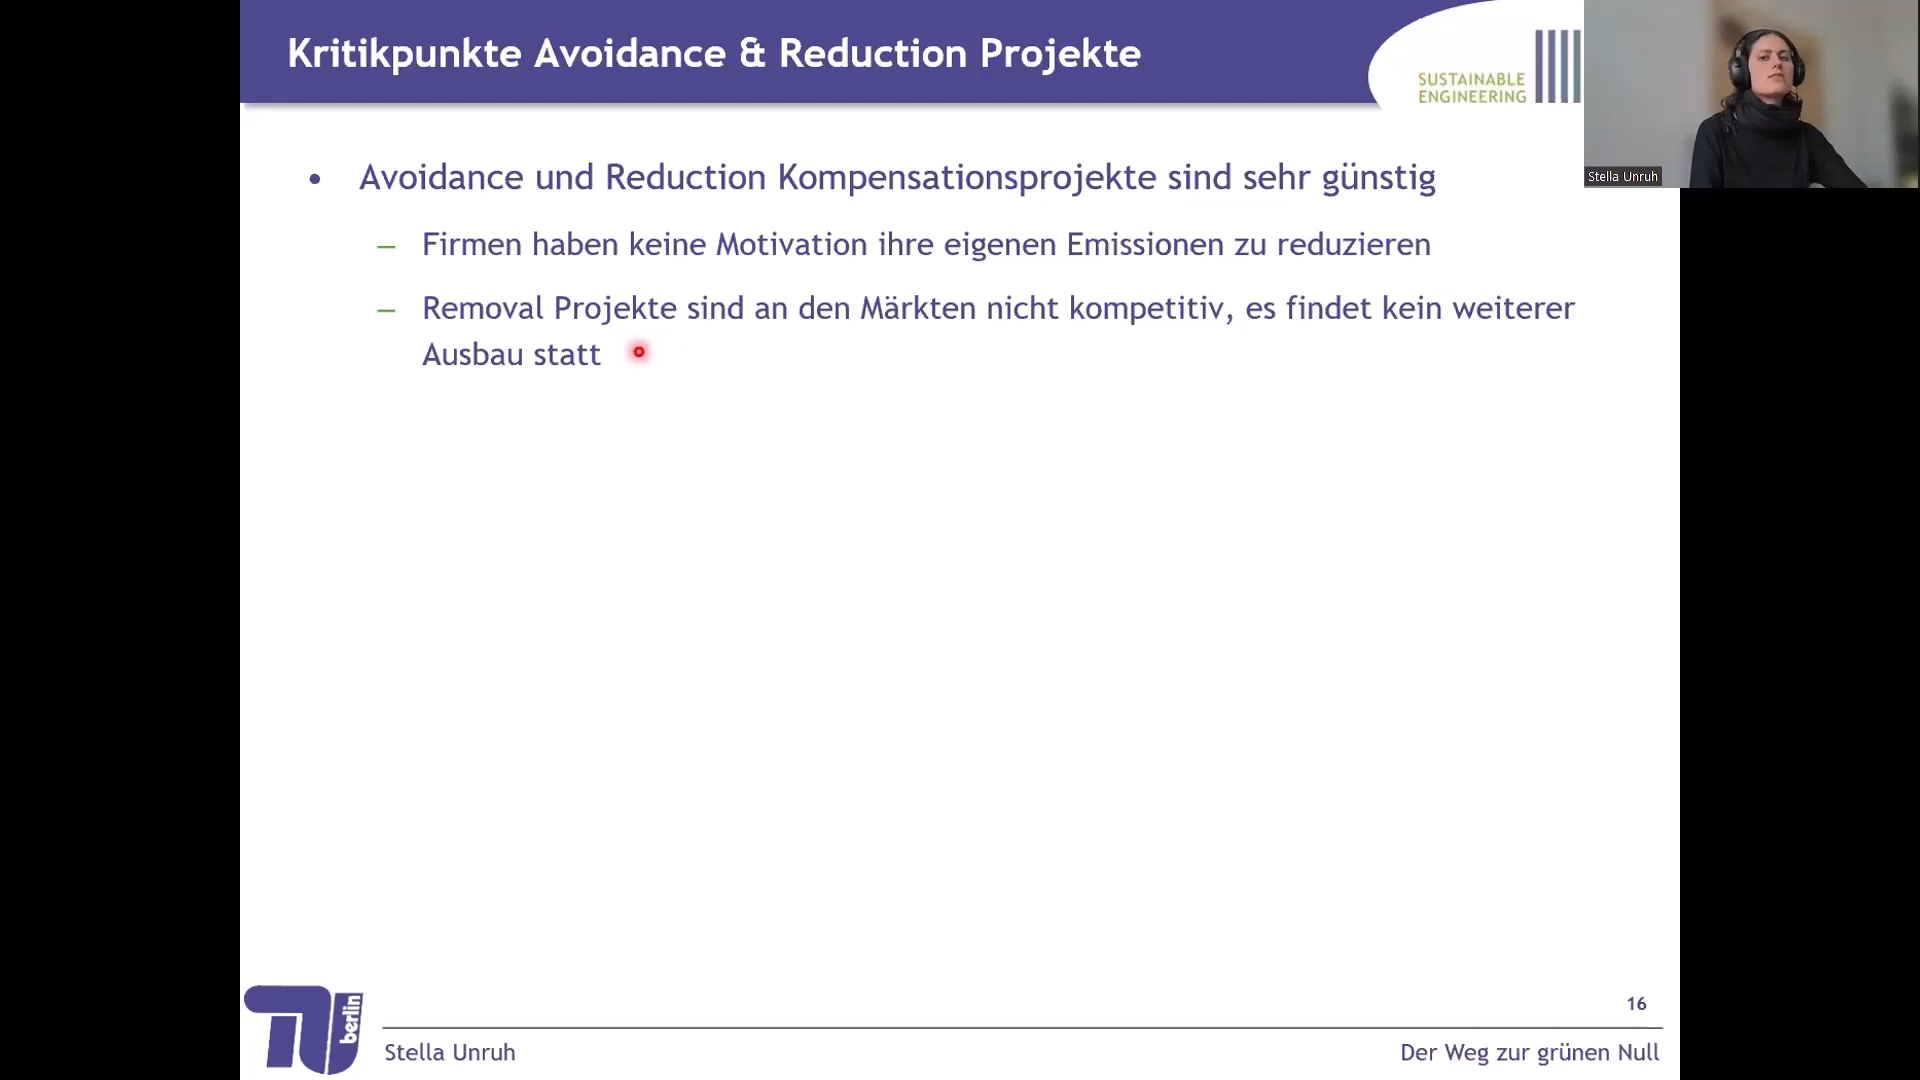 Kritikpunkte Avoidance & Reduction Projekte
SUSTAINABLE
ENGINEERING
Stella Unruh
• Avoidance und Reduction Kompensationsprojekte sind sehr günstig
– Firmen haben keine Motivation ihre eigenen Emissionen zu reduzieren
– Removal Projekte sind an den Märkten nicht kompetitiv, es findet kein weiterer
Ausbau statt
berlin
16
Stella Unruh
Der Weg zur grünen Null